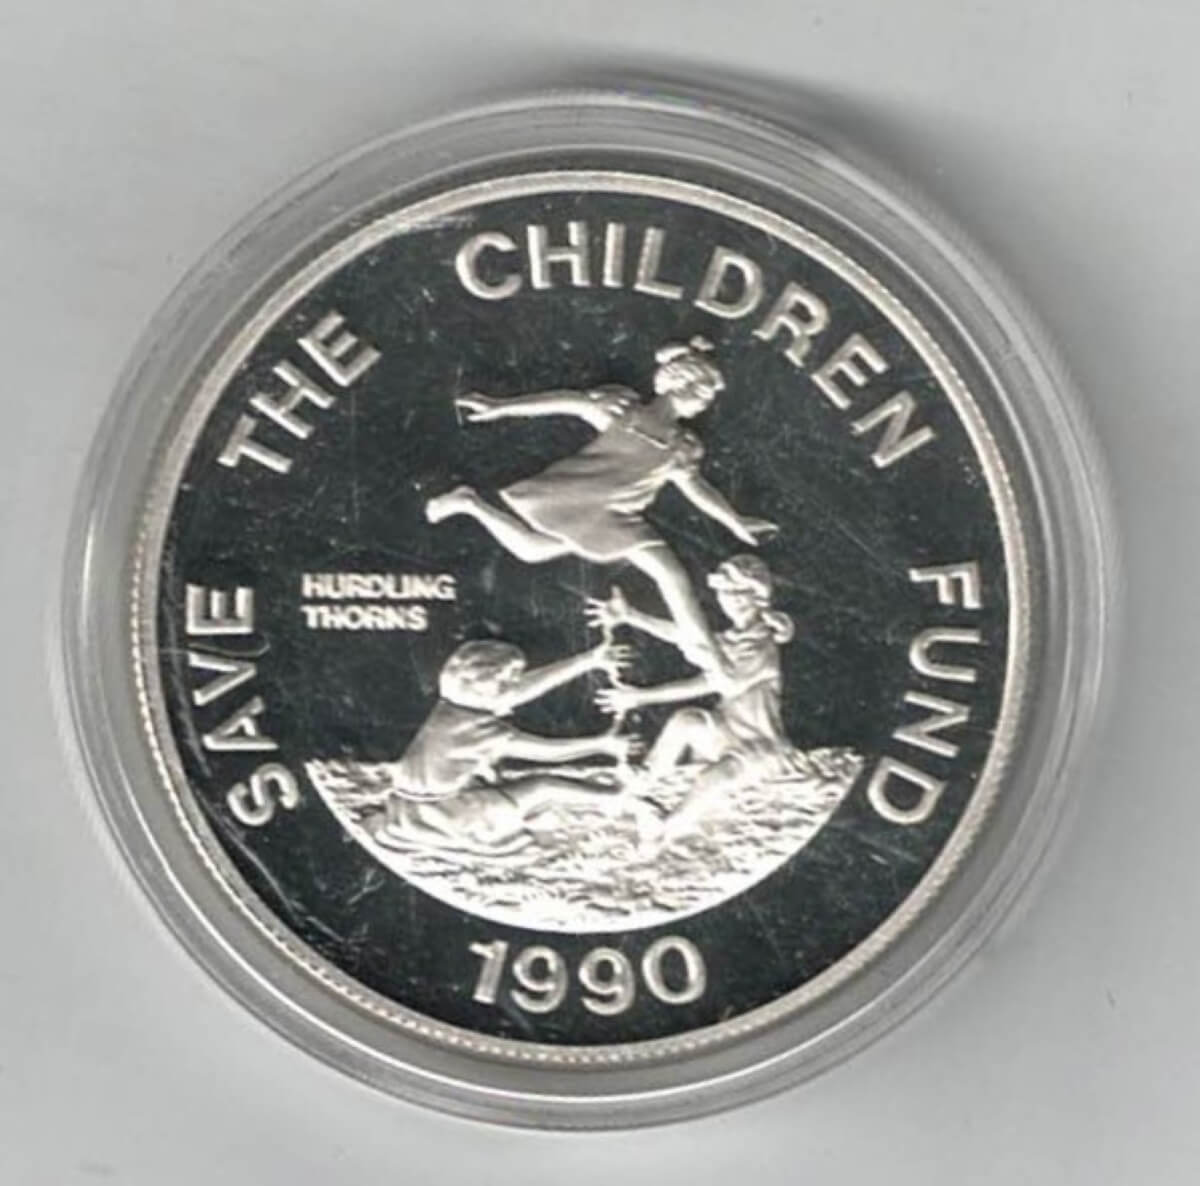 SAVE THE CHILDREN FUND
HURDLING
THORNS
1990